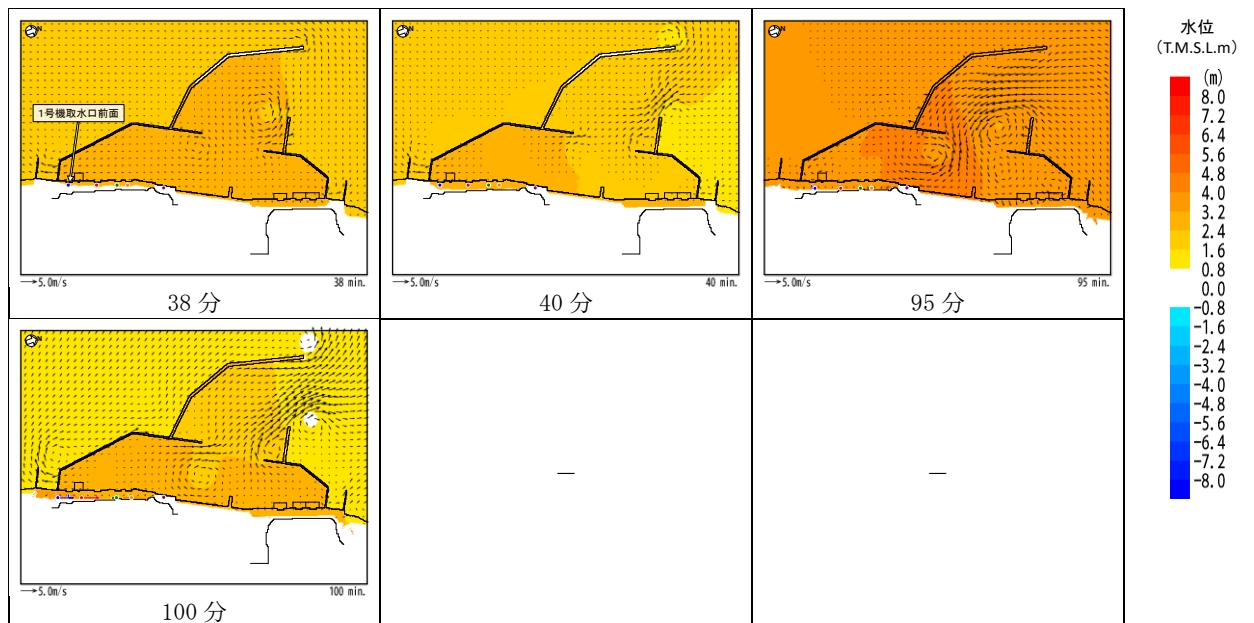 1号機取水口前面
N
→5.0m/s
38 min.
38 分
N
→5.0m/s
40 min.
40 分
N
→5.0m/s
95 min.
95 分
N
→5.0m/s
100 min.
100 分
—
—
水位
(T.M.S.L.m)
(m)
8.0
7.2
6.4
5.6
4.8
4.0
3.2
2.4
1.6
0.8
0.0
-0.8
-1.6
-2.4
-3.2
-4.0
-4.8
-5.6
-6.4
-7.2
-8.0